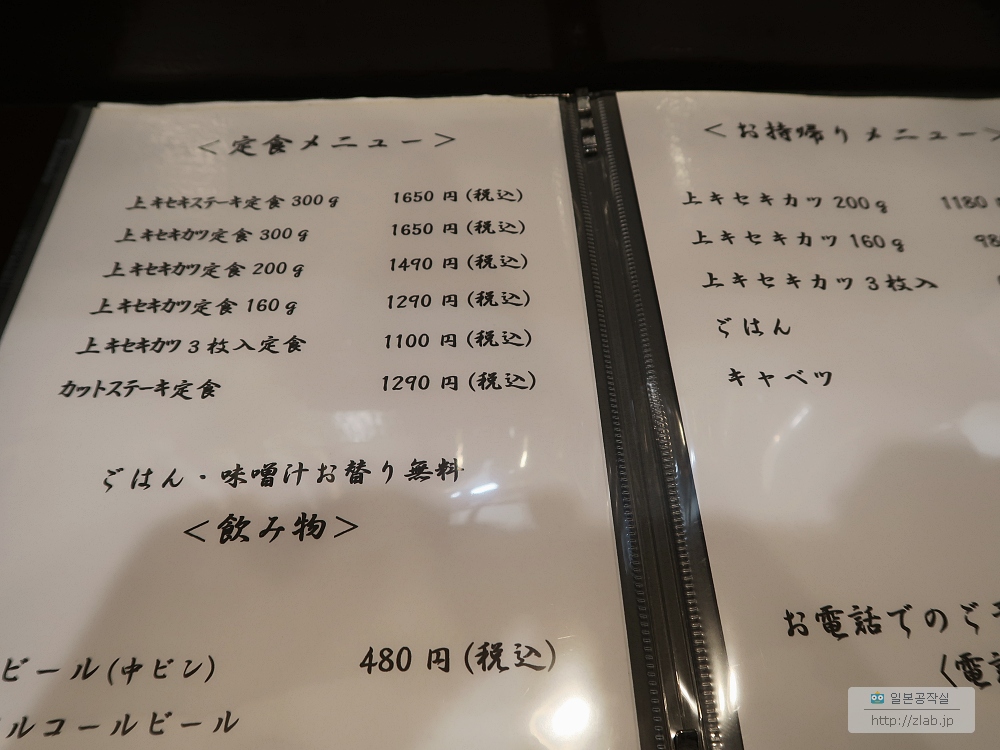 ＜定食メニュー＞
上キセキステーキ定食 300g 1650円(税込)
上キセキカツ定食 300g 1650円(税込)
上キセキカツ定食 200g 1490円(税込)
上キセキカツ定食 160g 1290円(税込)
上キセキカツ3枚入定食 1100円(税込)
カットステーキ定食 1290円(税込)
ごはん・味噌汁お替り無料
＜飲み物＞
ビール(中ビン) 480円(税込)
ルコールビール
＜お持帰りメニュー＞
上キセキカツ 200g 1180
上キセキカツ 160g 98
上キセキカツ3枚入
ごはん
キャベツ
お電話でのご
〈電
일본공작실
http://zlab.jp